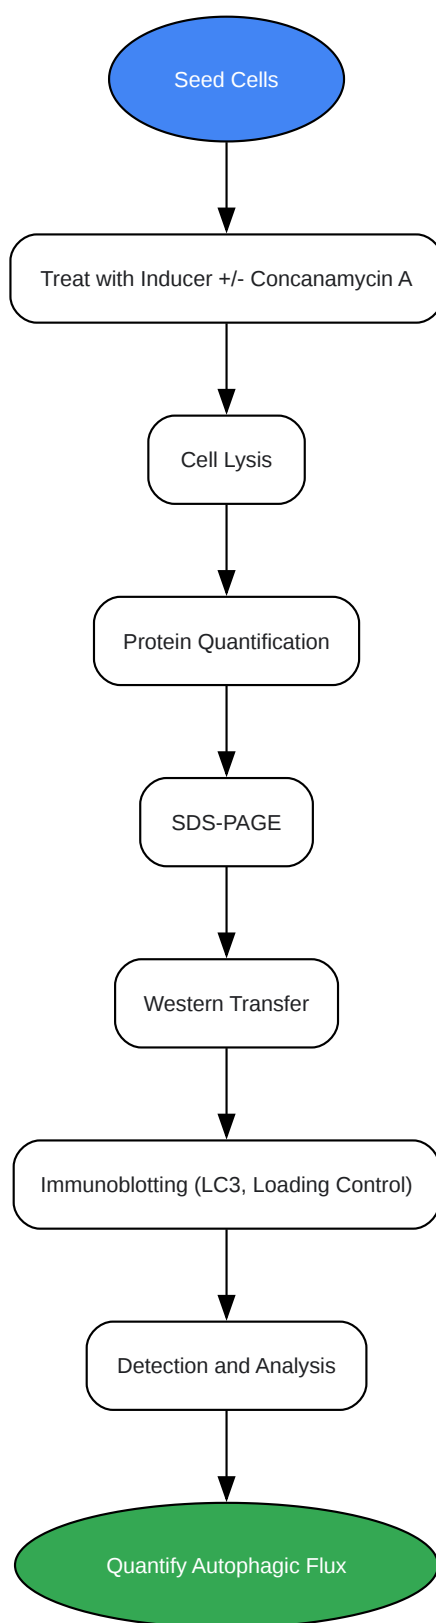 Seed Cells
Treat with Inducer +/- Concanamycin A
Cell Lysis
Protein Quantification
SDS-PAGE
Western Transfer
Immunoblotting (LC3, Loading Control)
Detection and Analysis
Quantify Autophagic Flux